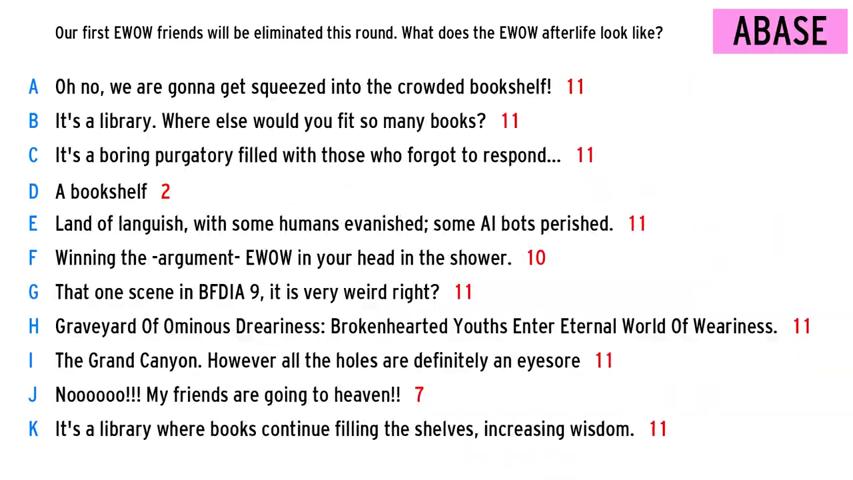 Our first EWOW friends will be eliminated this round. What does the EWOW afterlife look like?
ABASE
A Oh no, we are gonna get squeezed into the crowded bookshelf! 11
B It's a library. Where else would you fit so many books? 11
C It's a boring purgatory filled with those who forgot to respond... 11
D A bookshelf 2
E Land of languish, with some humans evanished; some AI bots perished. 11
F Winning the -argument- EWOW in your head in the shower. 10
G That one scene in BFDIA 9, it is very weird right? 11
H Graveyard Of Ominous Dreariness: Brokenhearted Youths Enter Eternal World Of Weariness. 11
I The Grand Canyon. However all the holes are definitely an eyesore 11
J Noooooo!!! My friends are going to heaven!! 7
K It's a library where books continue filling the shelves, increasing wisdom. 11